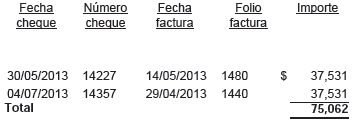 Fecha Número Fecha Folio Importe
cheque cheque factura factura
30/05/2013 14227 14/05/2013 1480 $ 37,531
04/07/2013 14357 29/04/2013 1440 37,531
Total 75,062